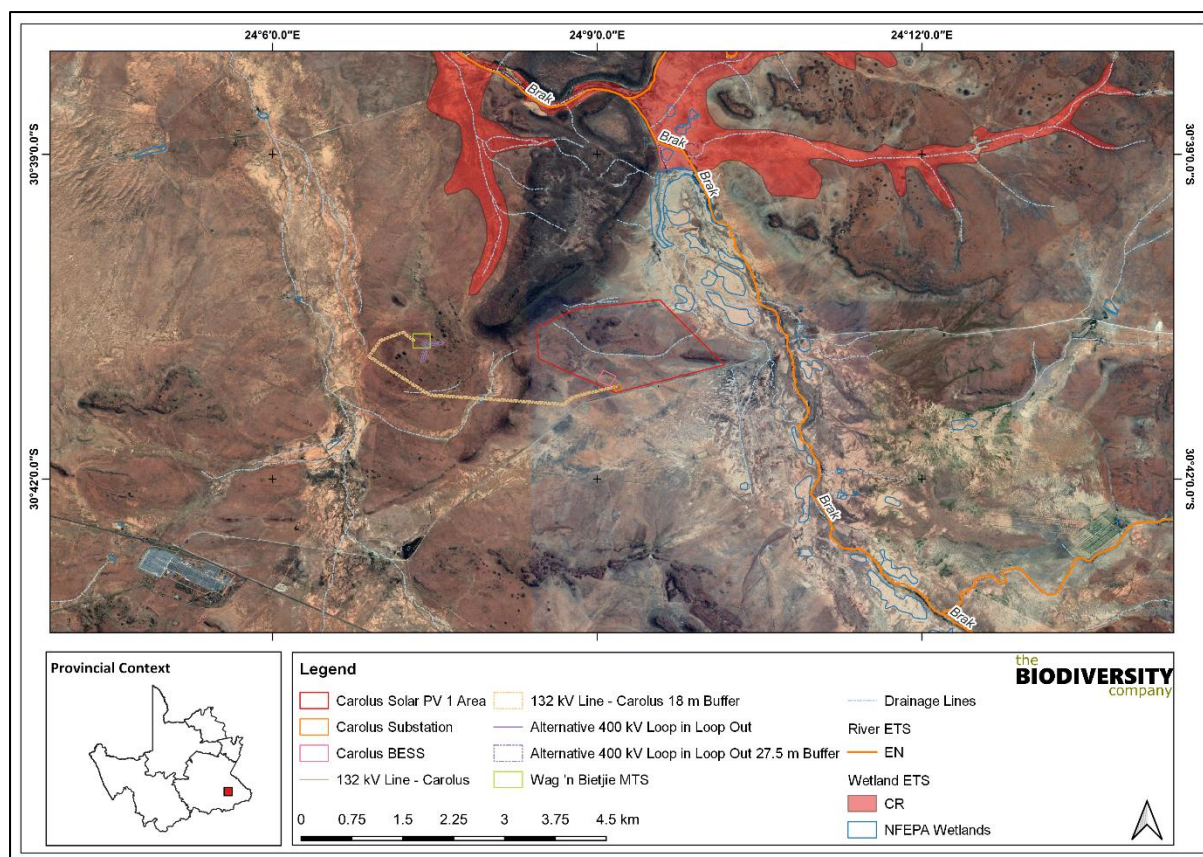 24°6'0.0"E 24°9'0.0"E 24°12'0.0"E
Brak
Brak
30°39'0.0"S 30°39'0.0"S
Brak
30°42'0.0"S 30°42'0.0"S
Brak
Brak
Provincial Context
Legend
Carolus Solar PV 1 Area
Carolus Substation
Carolus BESS
132 kV Line - Carolus
132 kV Line - Carolus 18 m Buffer
Alternative 400 kV Loop in Loop Out
Alternative 400 kV Loop in Loop Out 27.5 m Buffer
Wag 'n Bietjie MTS
Drainage Lines
River ETS
EN
Wetland ETS
CR
NFEPA Wetlands
0 0.75 1.5 2.25 3 3.75 4.5 km
the
BIODIVERSITY
company